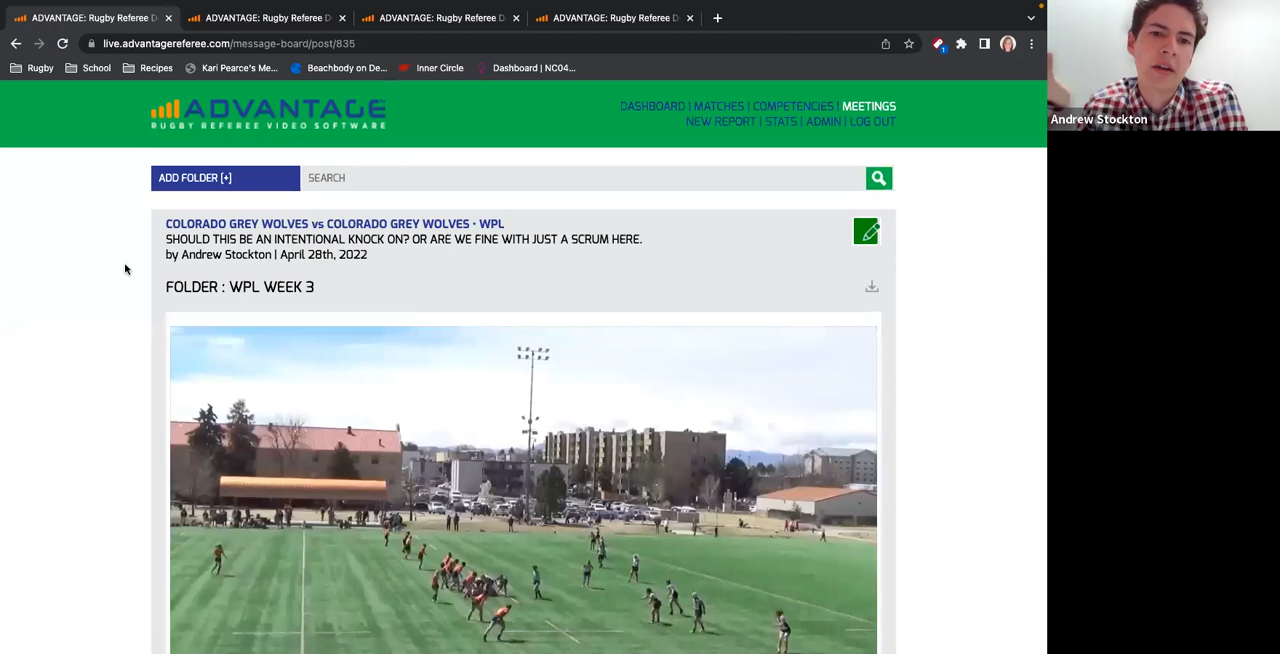 ADVANTAGE: Rugby Referee D
ADVANTAGE: Rugby Referee D
ADVANTAGE: Rugby Referee D
ADVANTAGE: Rugby Referee D
live.advantagereferee.com/message-board/post/835
1
Rugby
School
Recipes
Kari Pearce's Me...
Beachbody on De...
Inner Circle
Dashboard | NC04...
Andrew Stockton
ADVANTAGE
RUGBY REFEREE VIDEO SOFTWARE
DASHBOARD | MATCHES | COMPETENCIES | MEETINGS
NEW REPORT | STATS | ADMIN | LOG OUT
ADD FOLDER [+]
SEARCH
COLORADO GREY WOLVES vs COLORADO GREY WOLVES • WPL
SHOULD THIS BE AN INTENTIONAL KNOCK ON? OR ARE WE FINE WITH JUST A SCRUM HERE.
by Andrew Stockton | April 28th, 2022
FOLDER : WPL WEEK 3